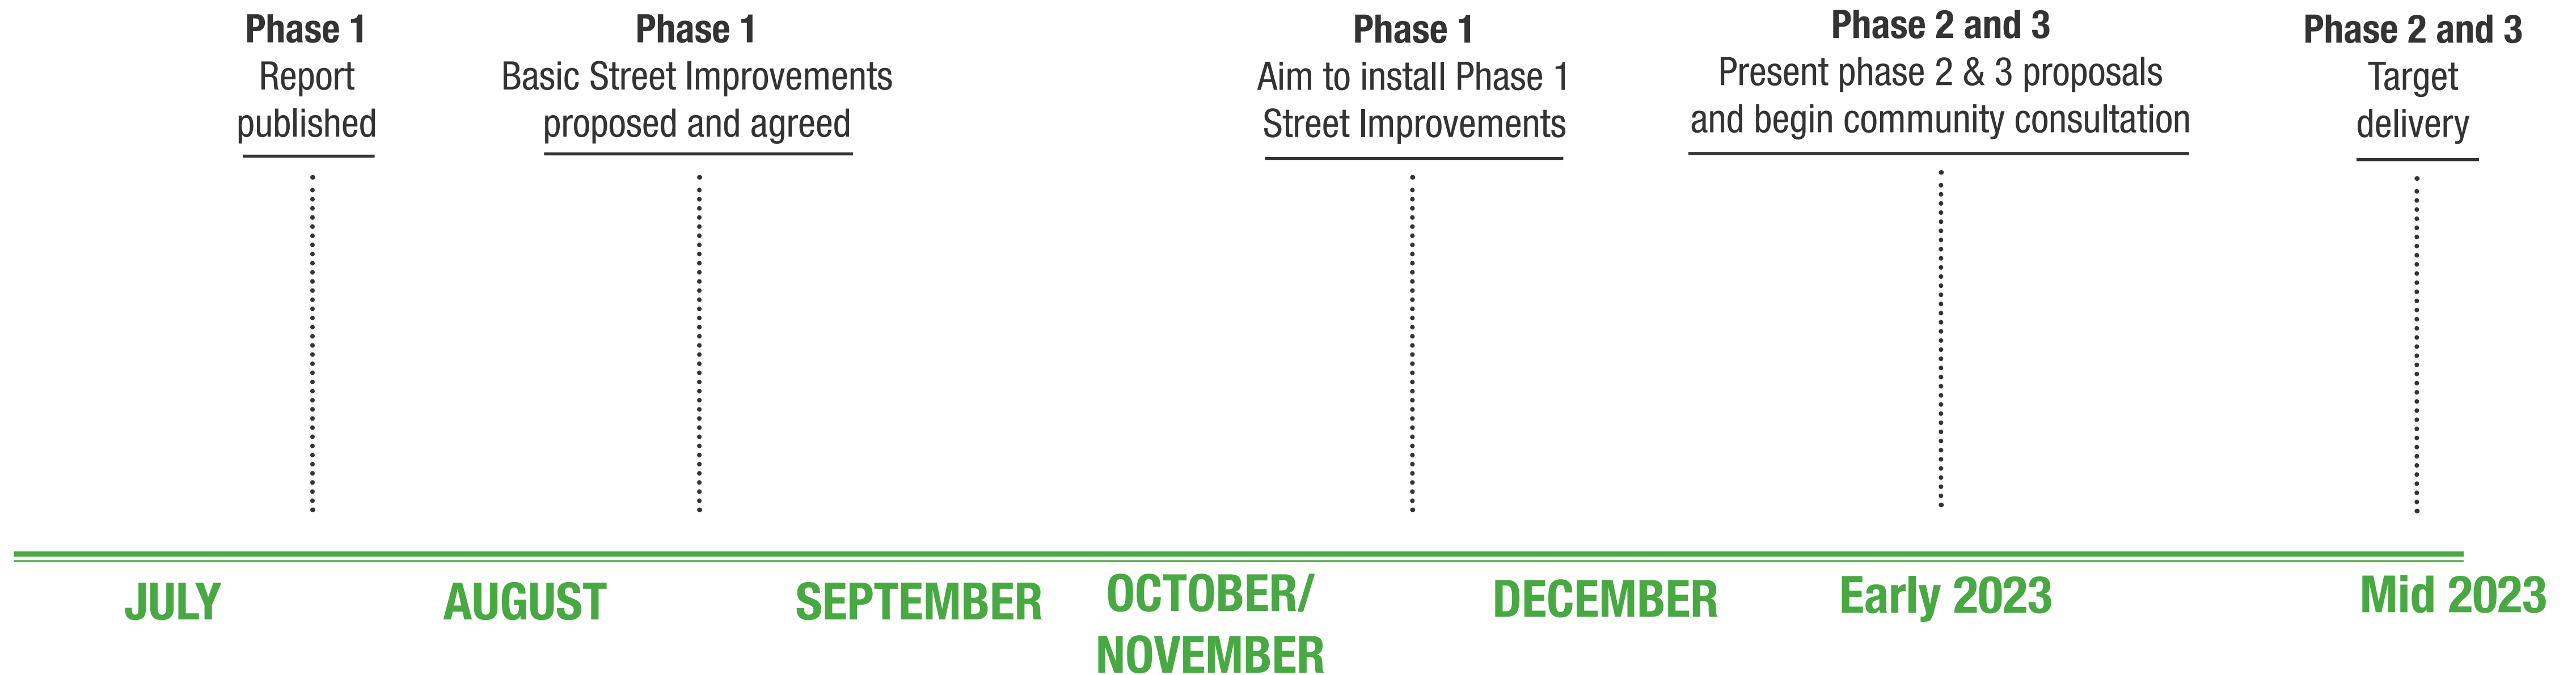 Phase 1
Report
published
Phase 1
Basic Street Improvements
proposed and agreed
Phase 1
Aim to install Phase 1
Street Improvements
Phase 2 and 3
Present phase 2 & 3 proposals
and begin community consultation
Phase 2 and 3
Target
delivery
JULY
AUGUST
SEPTEMBER
OCTOBER/
NOVEMBER
DECEMBER
Early 2023
Mid 2023